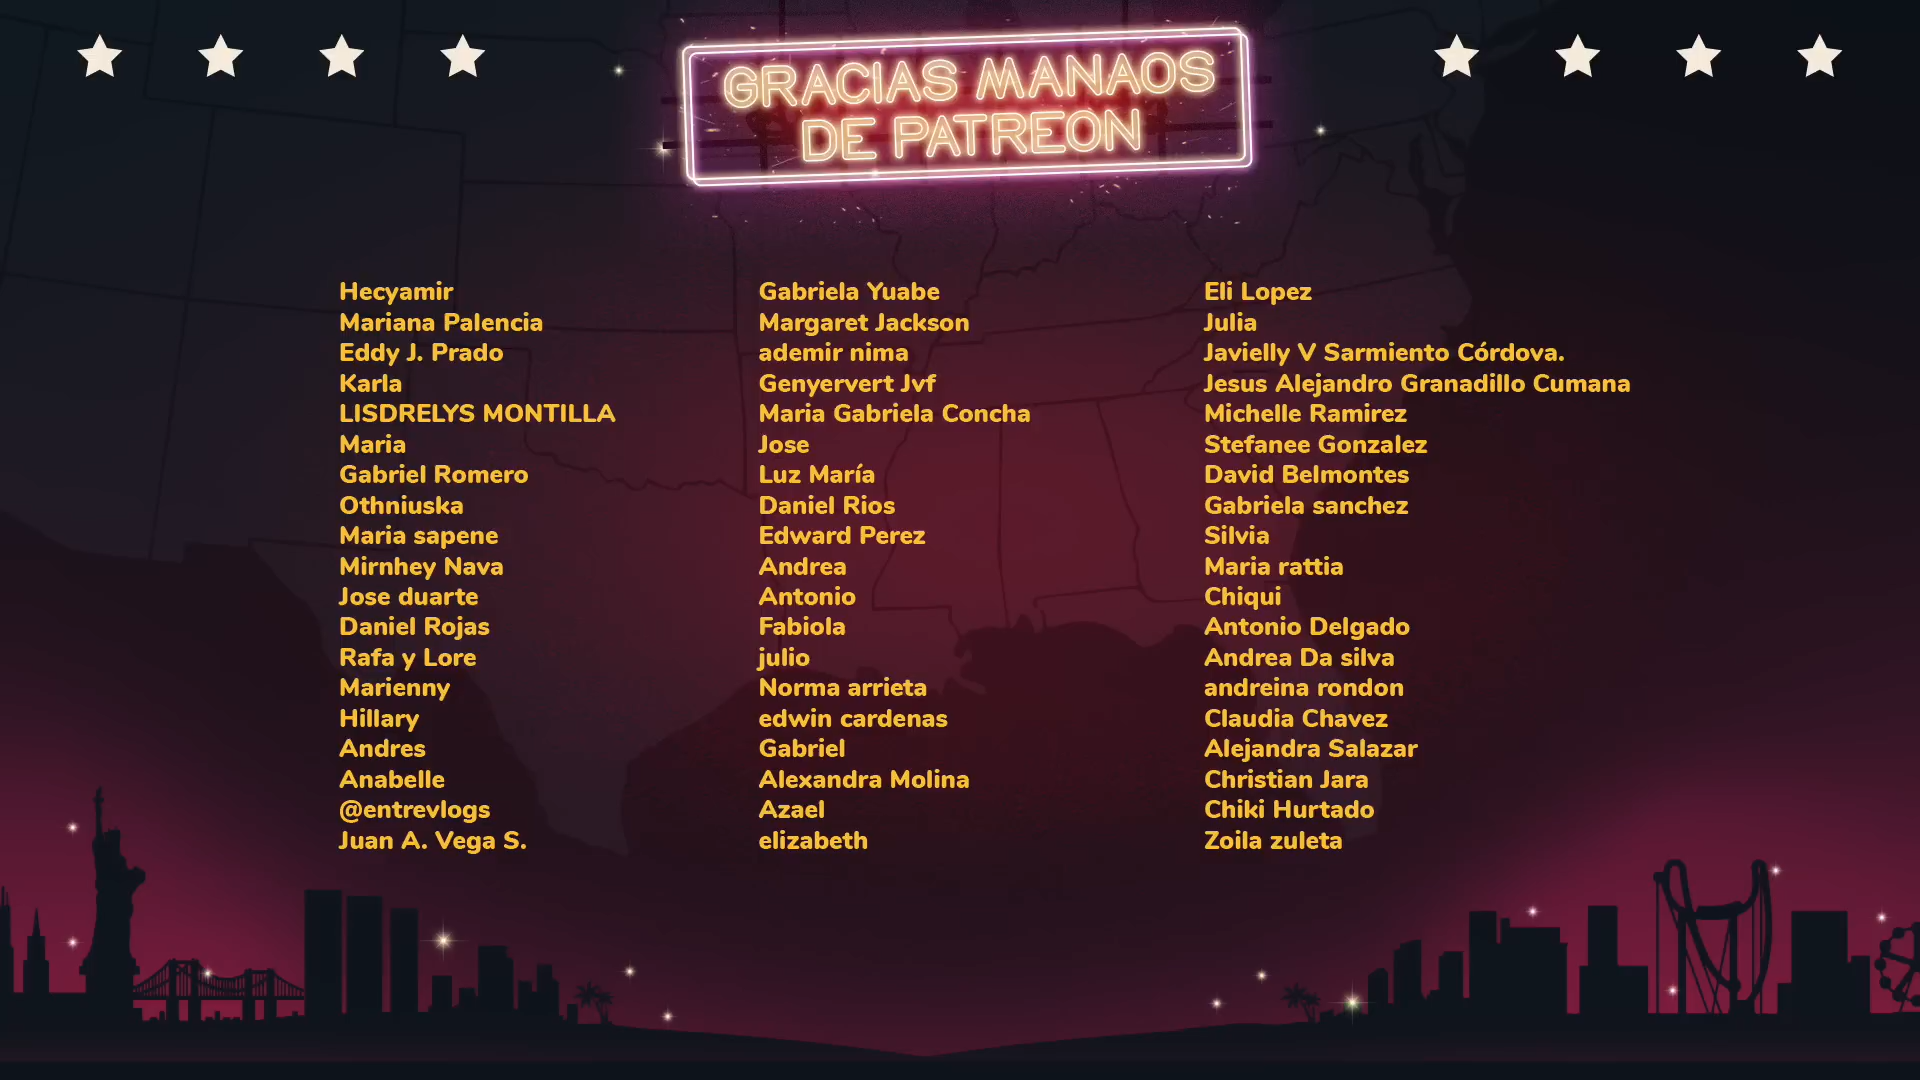 GRACIAS MANAOS
DE PATREON
Hecyamir
Mariana Palencia
Eddy J. Prado
Karla
LISDRELYS MONTILLA
Maria
Gabriel Romero
Othniuska
Maria sapene
Mirnhey Nava
Jose duarte
Daniel Rojas
Rafa y Lore
Marienny
Hillary
Andres
Anabelle
@entrevlogs
Juan A. Vega S.
Gabriela Yuabe
Margaret Jackson
ademir nima
Genyervert Jvf
Maria Gabriela Concha
Jose
Luz María
Daniel Rios
Edward Perez
Andrea
Antonio
Fabiola
julio
Norma arrieta
edwin cardenas
Gabriel
Alexandra Molina
Azael
elizabeth
Eli Lopez
Julia
Javielly V Sarmiento Córdova.
Jesus Alejandro Granadillo Cumana
Michelle Ramirez
Stefanee Gonzalez
David Belmontes
Gabriela sanchez
Silvia
Maria rattia
Chiqui
Antonio Delgado
Andrea Da silva
andreina rondon
Claudia Chavez
Alejandra Salazar
Christian Jara
Chiki Hurtado
Zoila zuleta